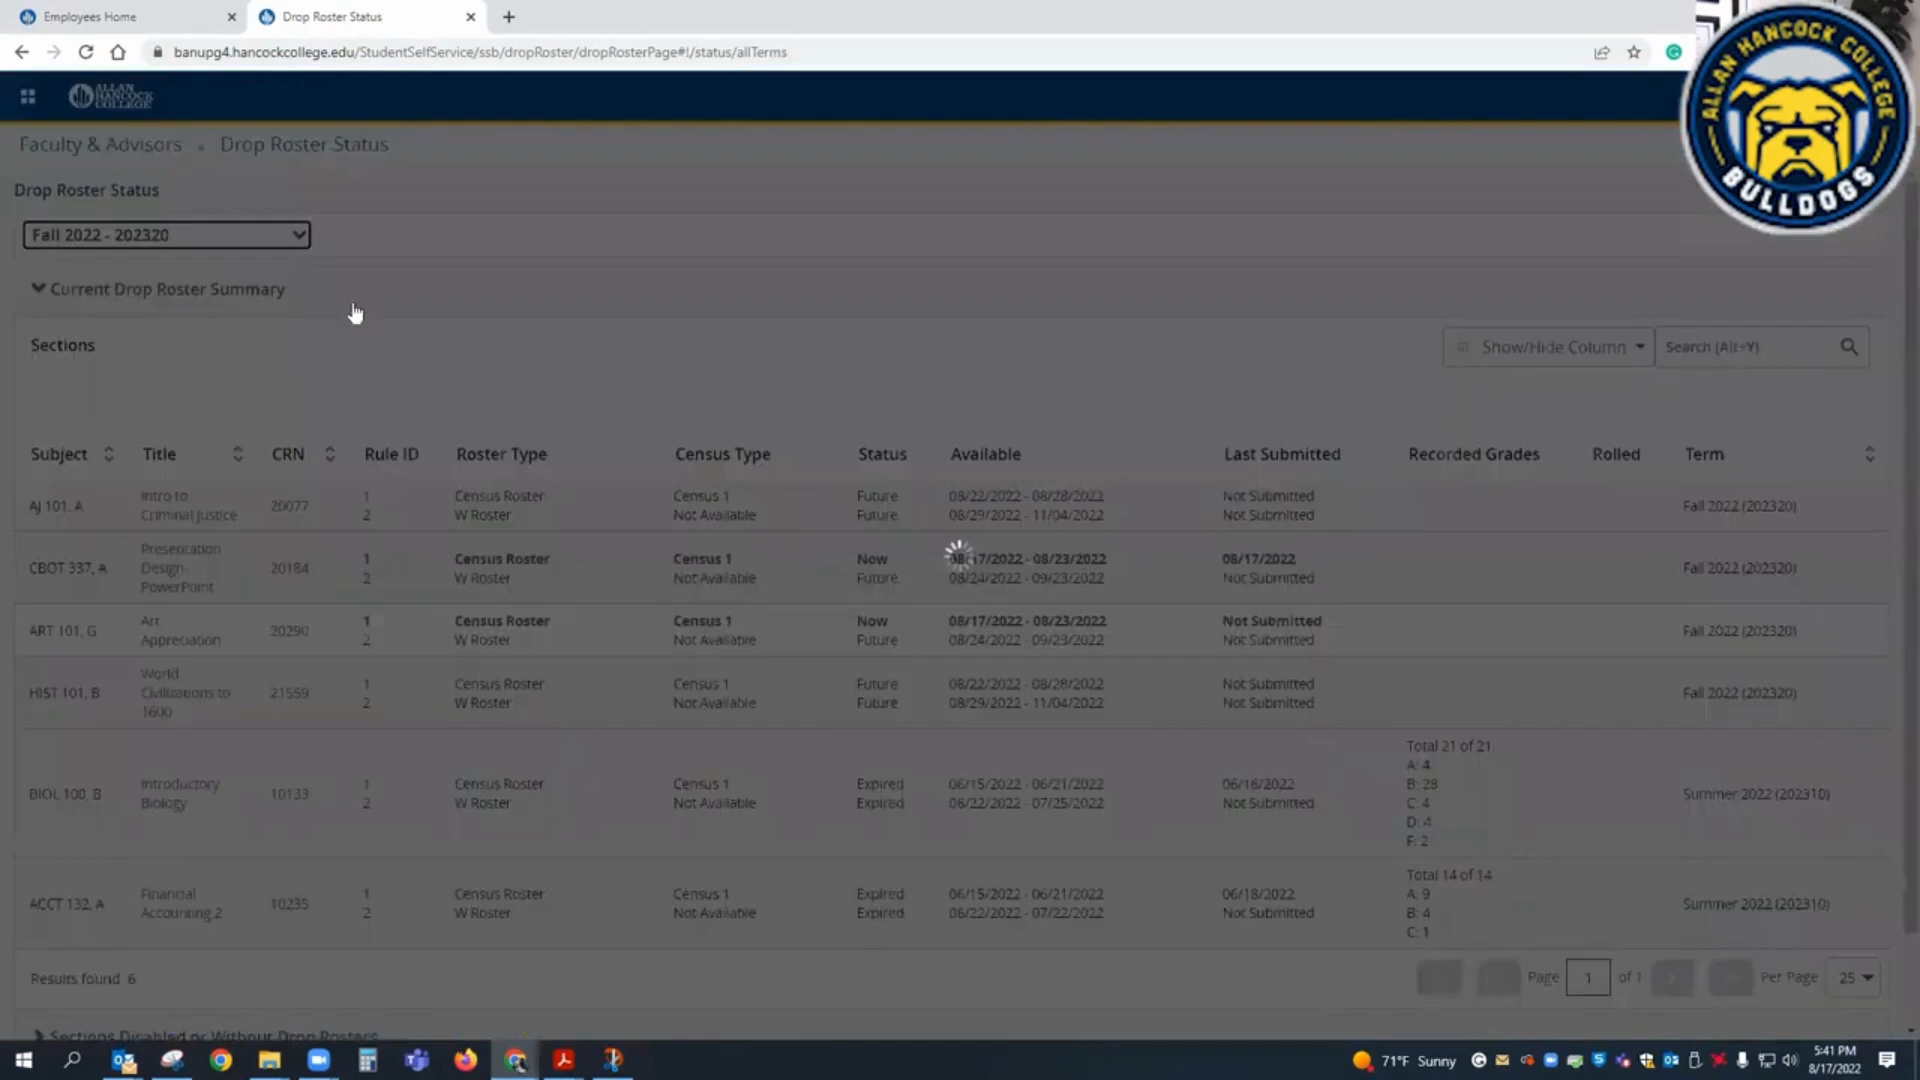 Employees Home
Drop Roster Status
banupg4.hancockcollege.edu/StudentSelfService/ssb/dropRoster/dropRosterPage#!/status/allTerms
ALLAN HANCOCK COLLEGE
BULLDOGS
ALLAN HANCOCK COLLEGE
Faculty & Advisors • Drop Roster Status
Drop Roster Status
Fall 2022 - 202320
Current Drop Roster Summary
Sections
Show/Hide Column
Search (Alt+Y)
Subject Title CRN Rule ID Roster Type Census Type Status Available Last Submitted Recorded Grades Rolled Term
AJ 101, A Intro to Criminal Justice 20077 1 Census Roster Census 1 Future 08/22/2022 - 08/28/2022 Not Submitted Fall 2022 (202320)
2 W Roster Not Available Future 08/29/2022 - 11/04/2022 Not Submitted
CBOT 337, A Presentation Design- PowerPoint 20184 1 Census Roster Census 1 Now 08/17/2022 - 08/23/2022 08/17/2022 Fall 2022 (202320)
2 W Roster Not Available Future 08/24/2022 - 09/23/2022 Not Submitted
ART 101, G Art Appreciation 20290 1 Census Roster Census 1 Now 08/17/2022 - 08/23/2022 Not Submitted Fall 2022 (202320)
2 W Roster Not Available Future 08/24/2022 - 09/23/2022 Not Submitted
HIST 101, B World Civilizations to 1600 21559 1 Census Roster Census 1 Future 08/22/2022 - 08/28/2022 Not Submitted Fall 2022 (202320)
2 W Roster Not Available Future 08/29/2022 - 11/04/2022 Not Submitted
BIOL 100, B Introductory Biology 10133 1 Census Roster Census 1 Expired 06/15/2022 - 06/21/2022 06/16/2022 Summer 2022 (202310)
2 W Roster Not Available Expired 06/22/2022 - 07/25/2022 Not Submitted
Total 21 of 21
A: 4
B: 28
C: 4
D: 4
F: 2
ACCT 132, A Financial Accounting 2 10235 1 Census Roster Census 1 Expired 06/15/2022 - 06/21/2022 06/18/2022 Summer 2022 (202310)
2 W Roster Not Available Expired 06/22/2022 - 07/22/2022 Not Submitted
Total 14 of 14
A: 9
B: 4
C: 1
Results found 6
Page 1 of 1 Per Page 25
Sections Disabled or Without Drop Rosters
71°F Sunny
5:41 PM
8/17/2022